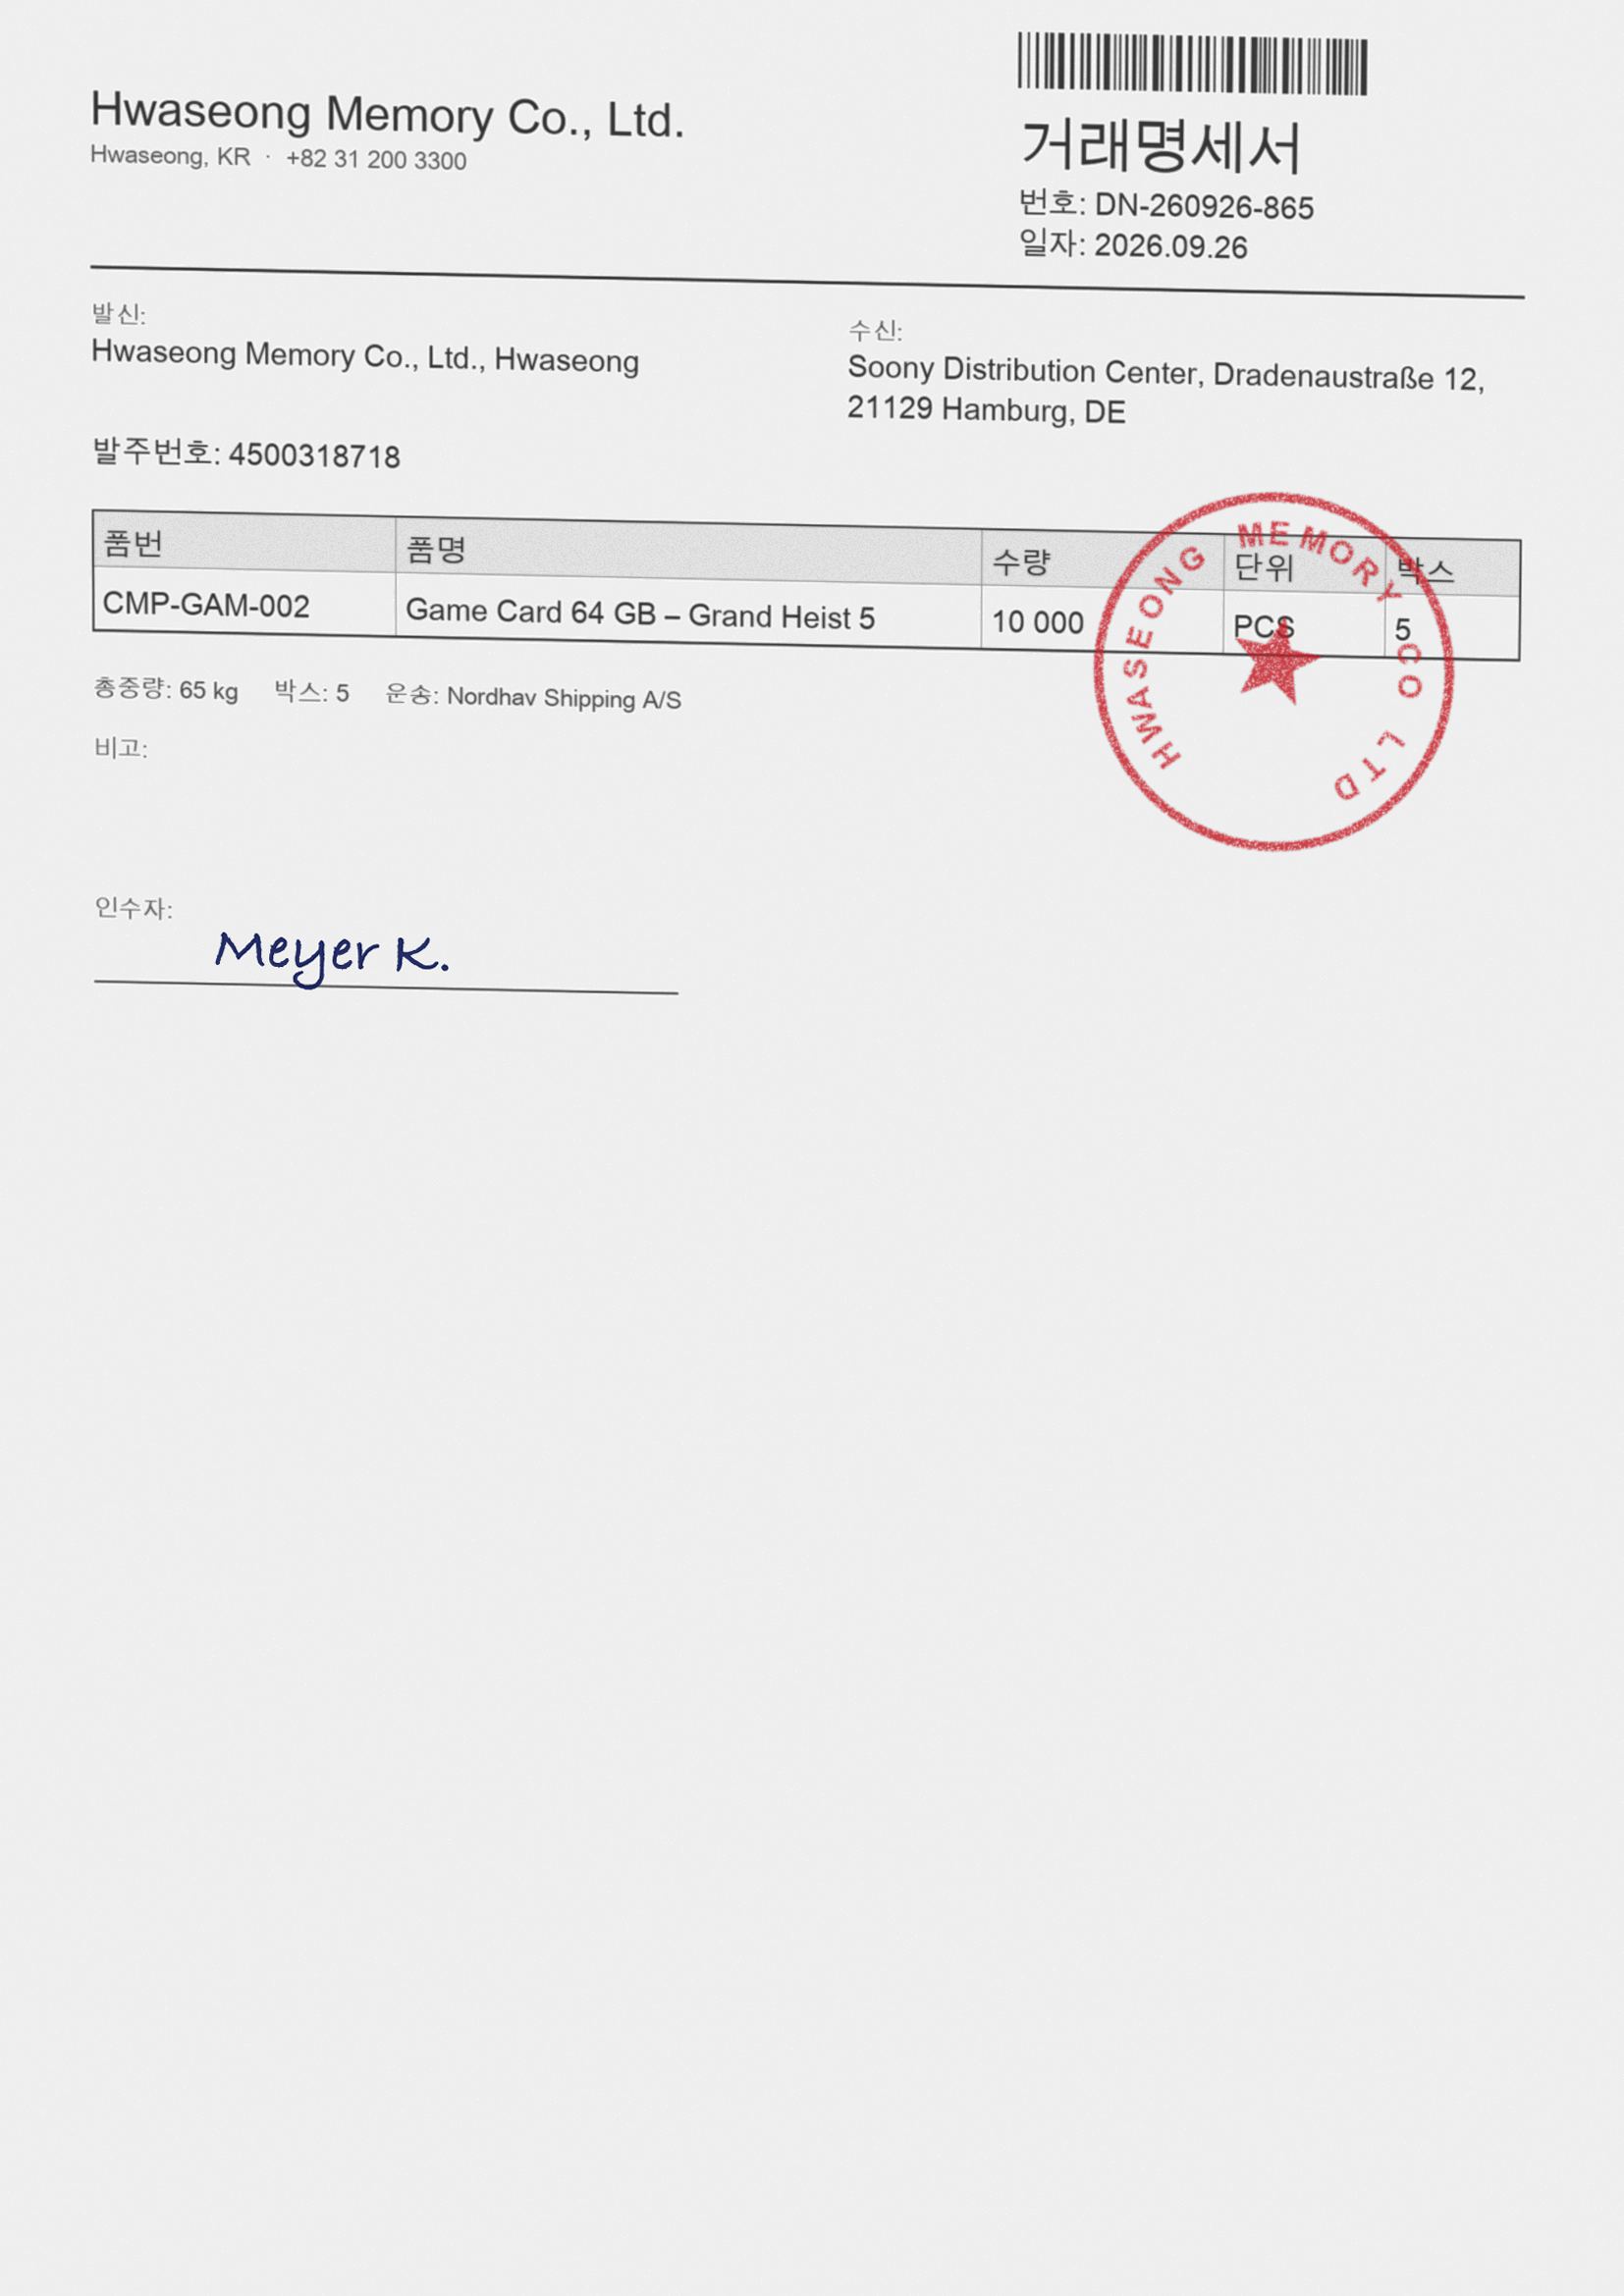 Hwaseong Memory Co., Ltd.
Hwaseong, KR · +82 31 200 3300
거래명세서
번호: DN-260926-865
일자: 2026.09.26
발신:
Hwaseong Memory Co., Ltd., Hwaseong
수신:
Soony Distribution Center, Dradenaustraße 12,
21129 Hamburg, DE
발주번호: 4500318718
품번 품명 수량 단위 박스
CMP-GAM-002 Game Card 64 GB – Grand Heist 5 10 000 PCS 5
HWASEONG MEMORY CO LTD
총중량: 65 kg 박스: 5 운송: Nordhav Shipping A/S
비고:
인수자:
Meyer K.